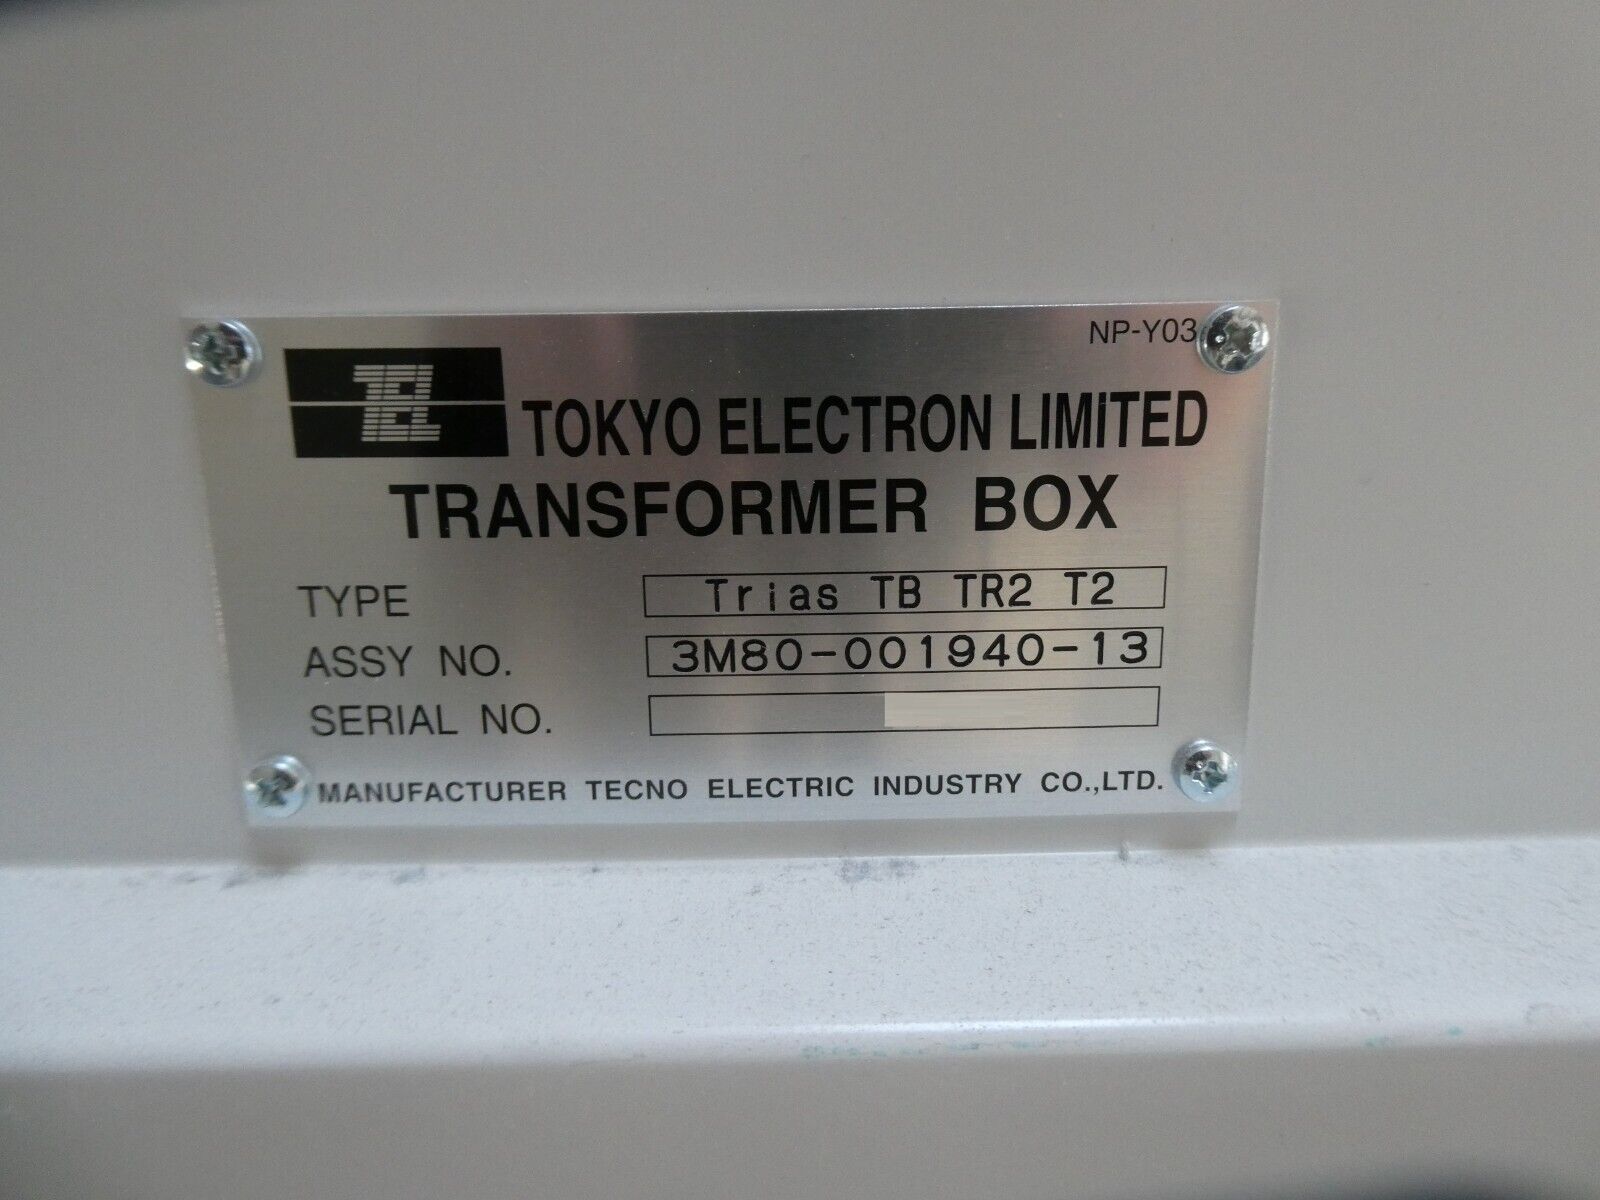 NP-Y03
TEL TOKYO ELECTRON LIMITED
TRANSFORMER BOX
TYPE Trias TB TR2 T2
ASSY NO. 3M80-001940-13
SERIAL NO.
MANUFACTURER TECNO ELECTRIC INDUSTRY CO.,LTD.